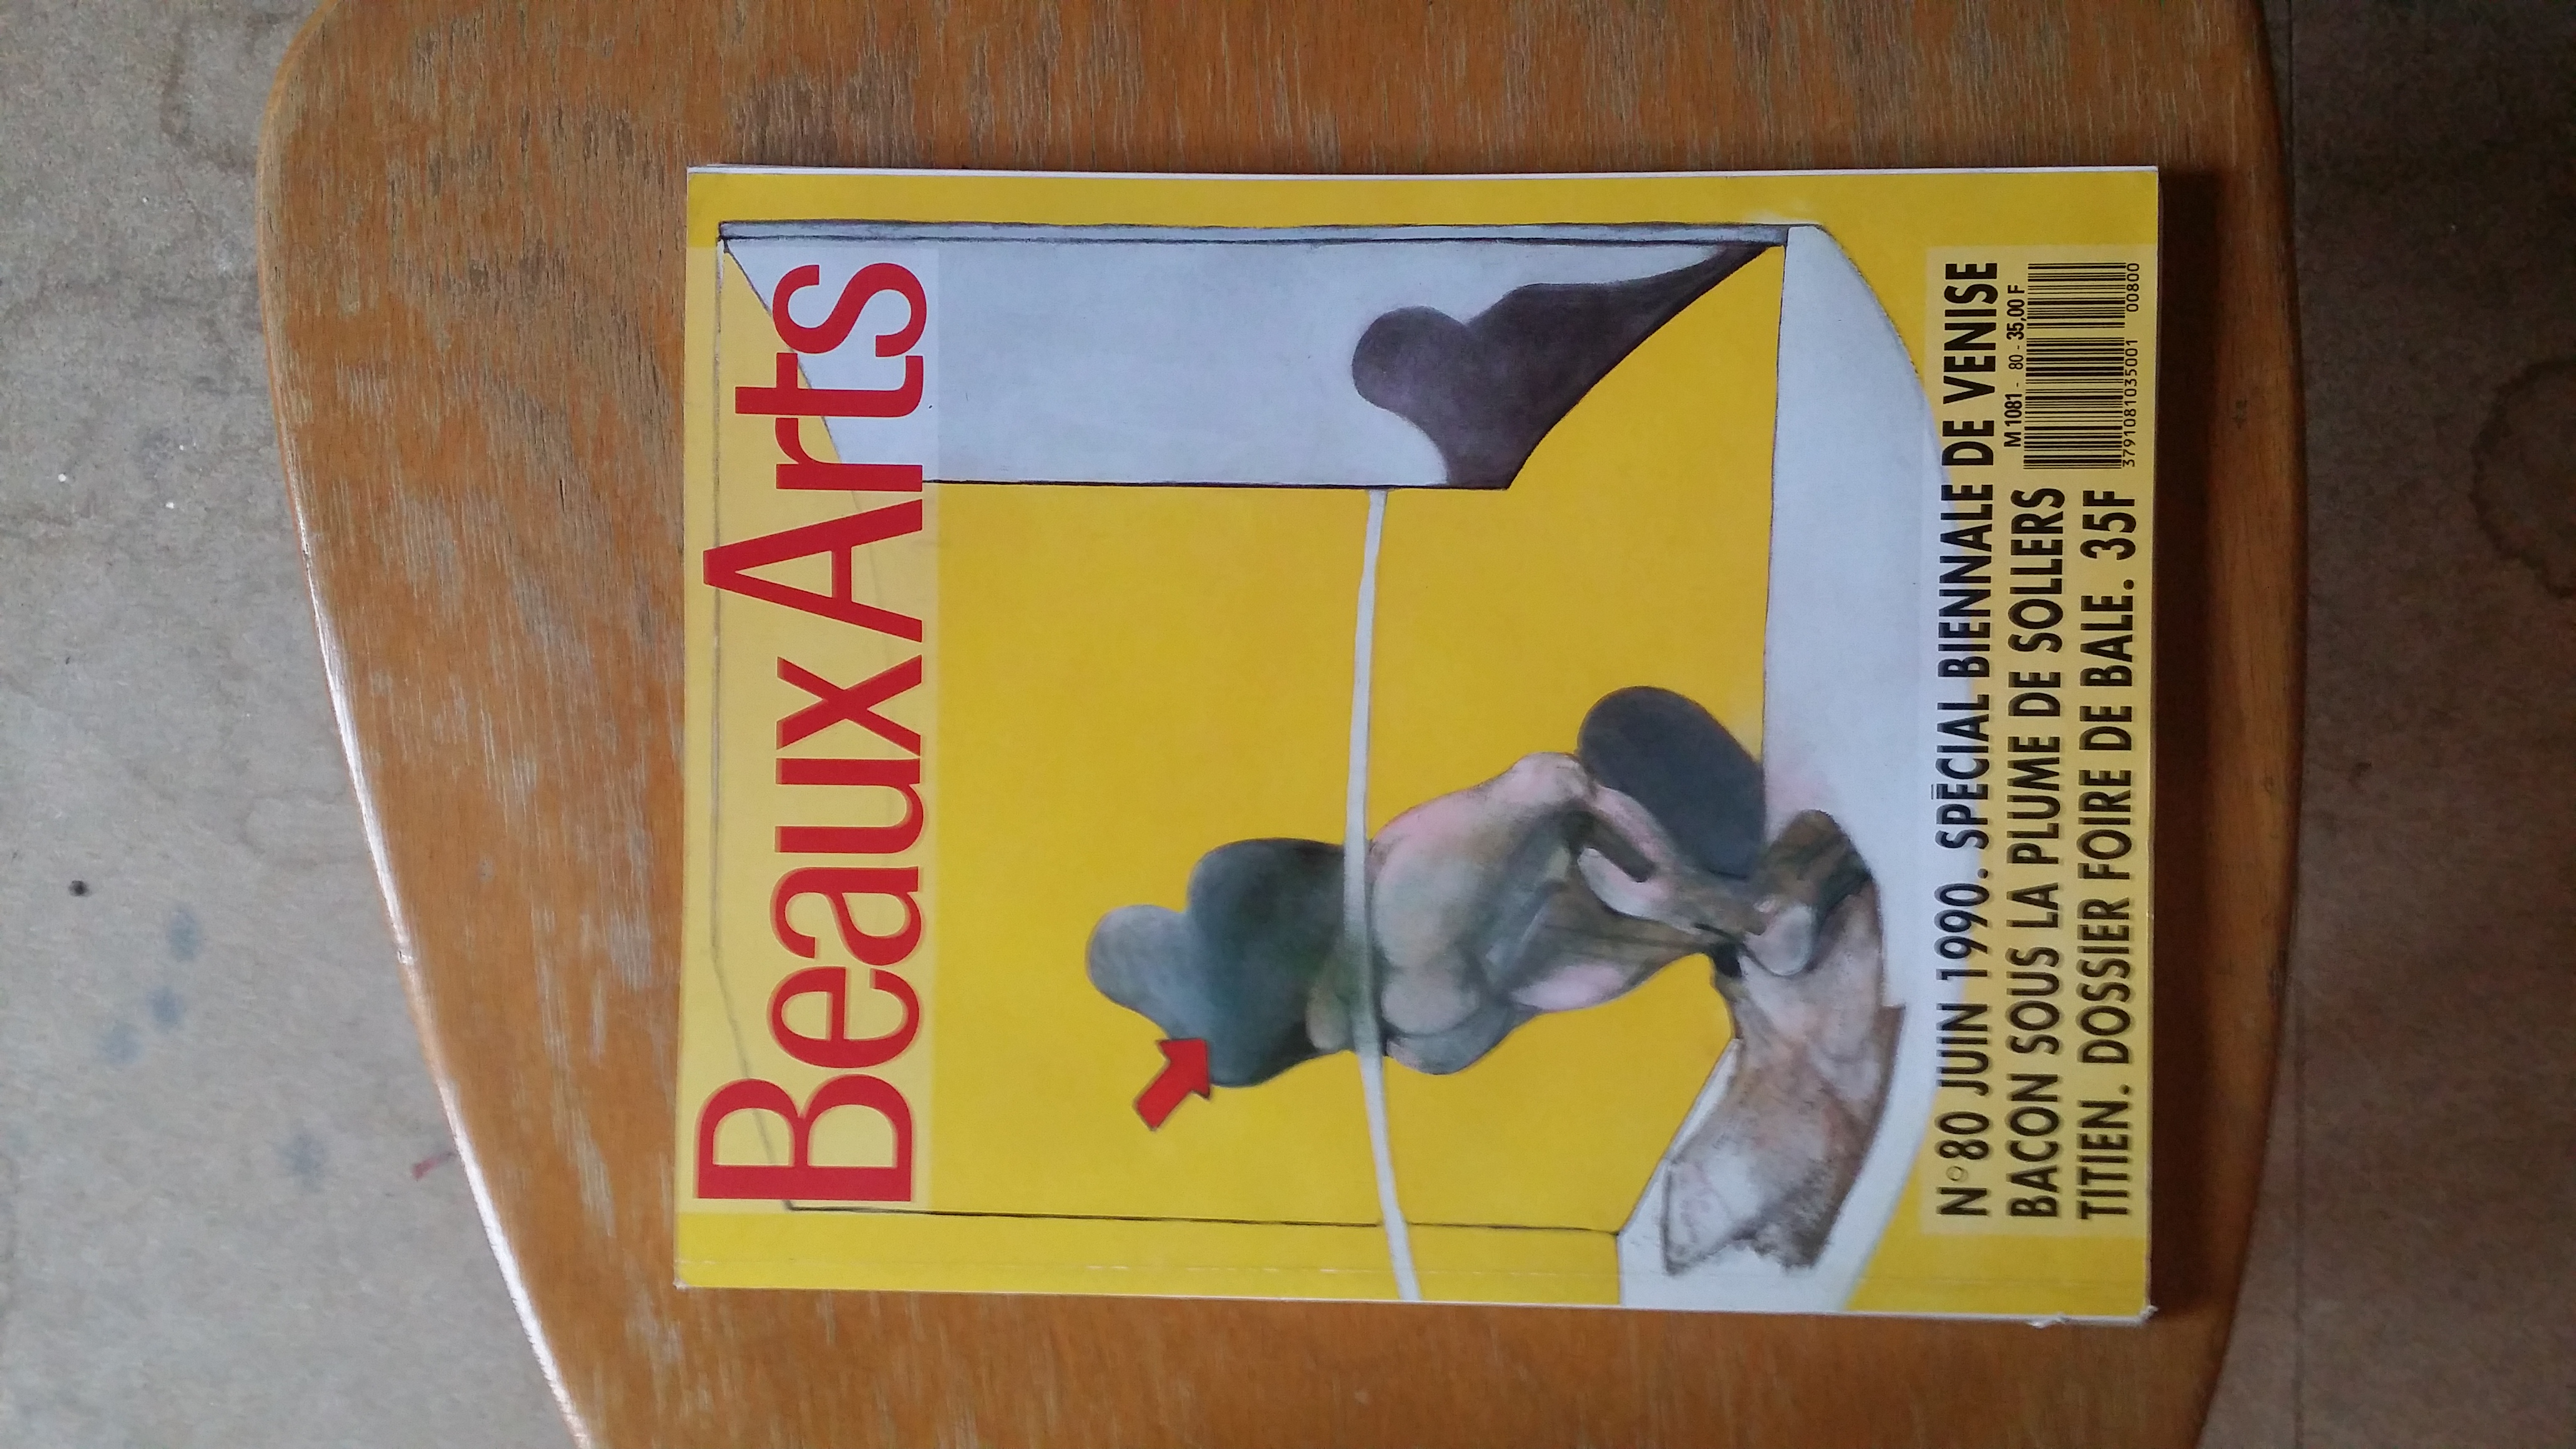 BeauxArts
N°80 JUIN 1990. SPÉCIAL BIENNALE DE VENISE
BACON SOUS LA PLUME DE SOLLERS
TITIEN. DOSSIER FOIRE DE BALE. 35F
M 1081 - 80 - 35,00 F
3791081035001 00800